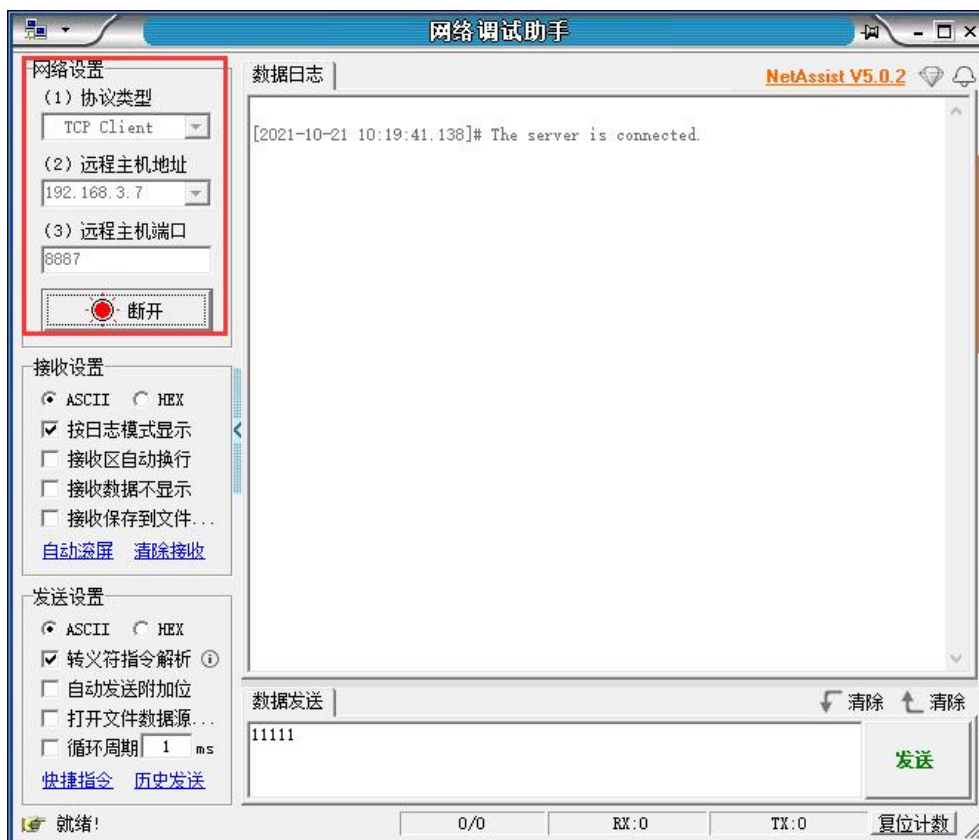 网络调试助手
网络设置
(1) 协议类型
TCP Client
(2) 远程主机地址
192.168.3.7
(3) 远程主机端口
8887
断开
接收设置
ASCII HEX
按日志模式显示
接收区自动换行
接收数据不显示
接收保存到文件...
自动滚屏 清除接收
发送设置
ASCII HEX
转义符指令解析
自动发送附加位
打开文件数据源...
循环周期 1 ms
快捷指令 历史发送
数据日志
NetAssist V5.0.2
[2021-10-21 10:19:41.138]# The server is connected.
数据发送
清除 清除
11111
发送
就绪!
0/0 RX:0 TX:0 复位计数